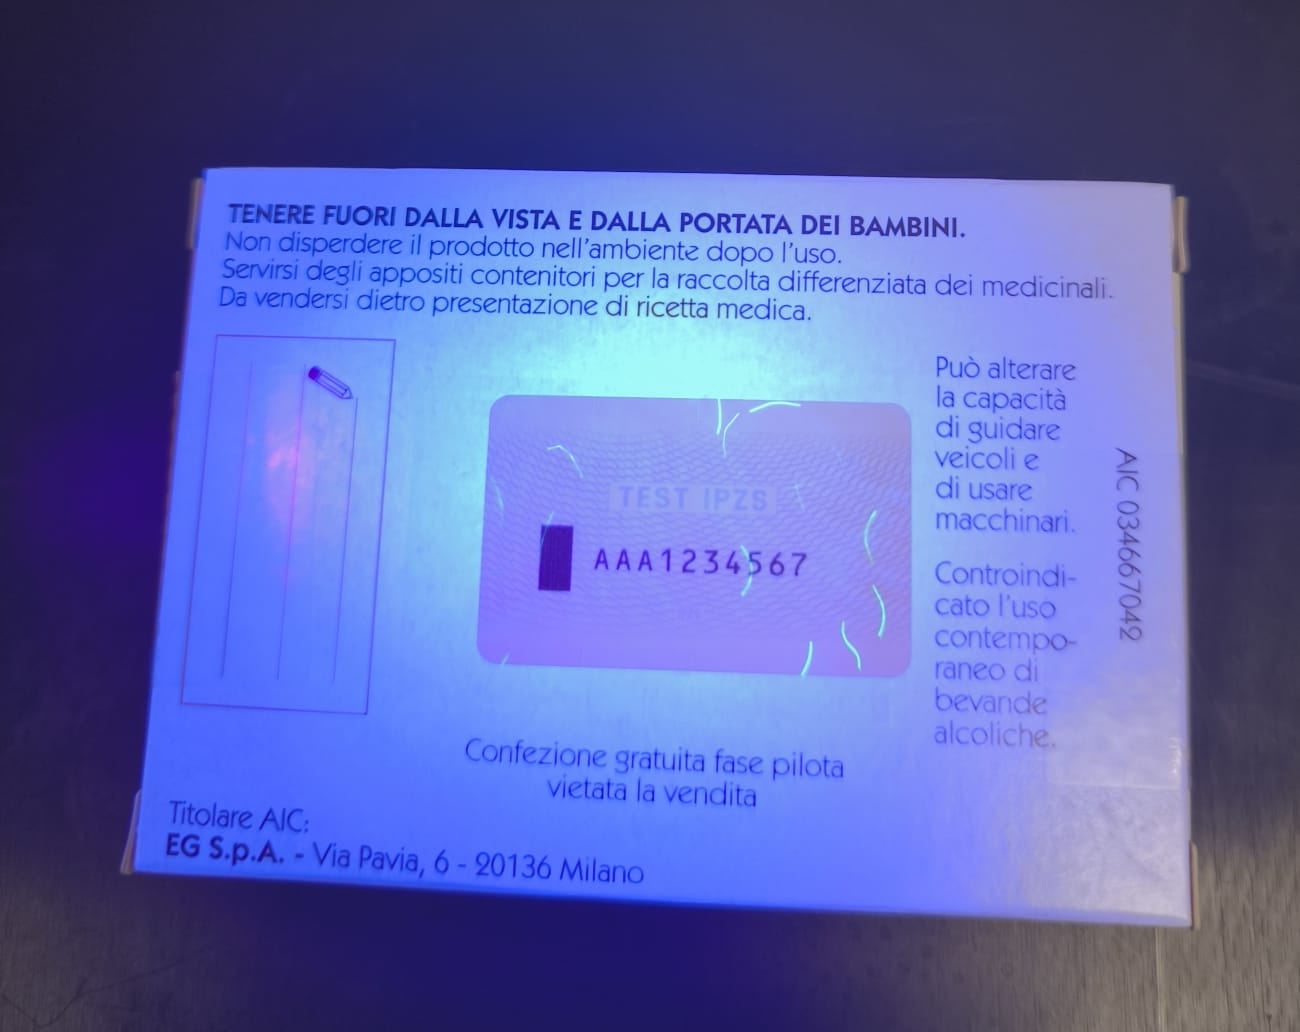 TENERE FUORI DALLA VISTA E DALLA PORTATA DEI BAMBINI.
Non disperdere il prodotto nell'ambiente dopo l'uso.
Servirsi degli appositi contenitori per la raccolta differenziata dei medicinali.
Da vendersi dietro presentazione di ricetta medica.
TEST IPZS
AAA1234567
Può alterare
la capacità
di guidare
veicoli e
di usare
macchinari.
Controindi-
cato l'uso
contempo-
raneo di
bevande
alcoliche.
AIC 034667042
Confezione gratuita fase pilota
vietata la vendita
Titolare AIC:
EG S.p.A. - Via Pavia, 6 - 20136 Milano